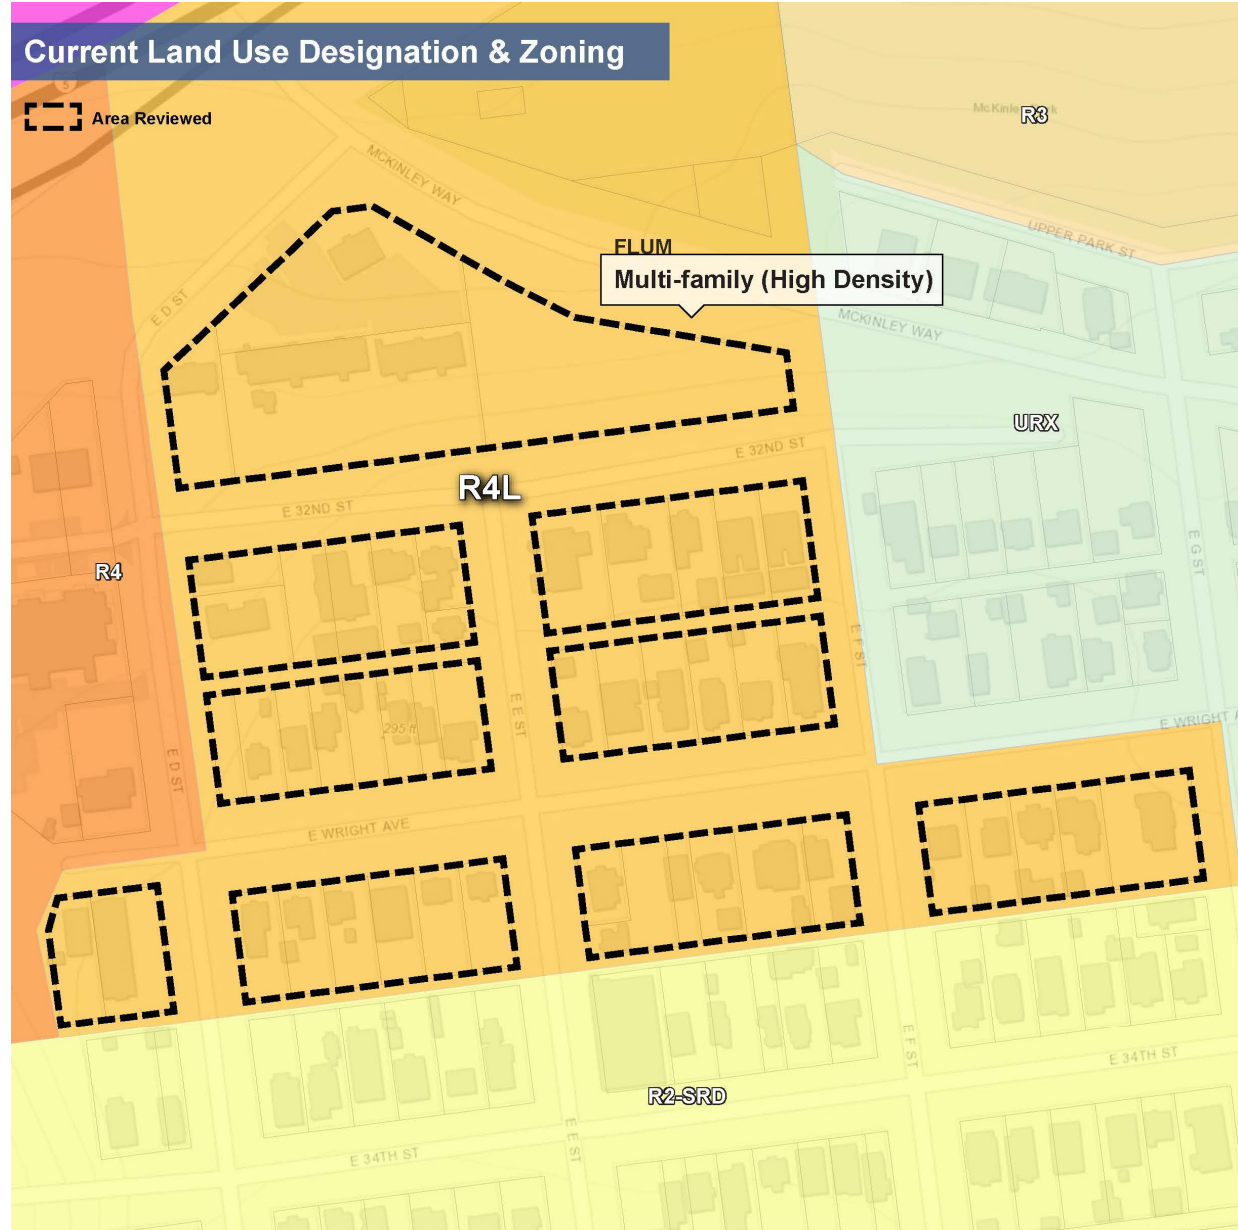 Current Land Use Designation & Zoning
5
Area Reviewed
R3
MCKINLEY WAY
UPPER PARK ST
FLUM
Multi-family (High Density)
E D ST
MCKINLEY WAY
URX
E 32ND ST
R4L
E 32ND ST
E G ST
R4
E F ST
E E ST
295 ft
E WRIGHT
E D ST
E WRIGHT AVE
E F ST
E 34TH ST
R2-SRD
E E ST
E 34TH ST